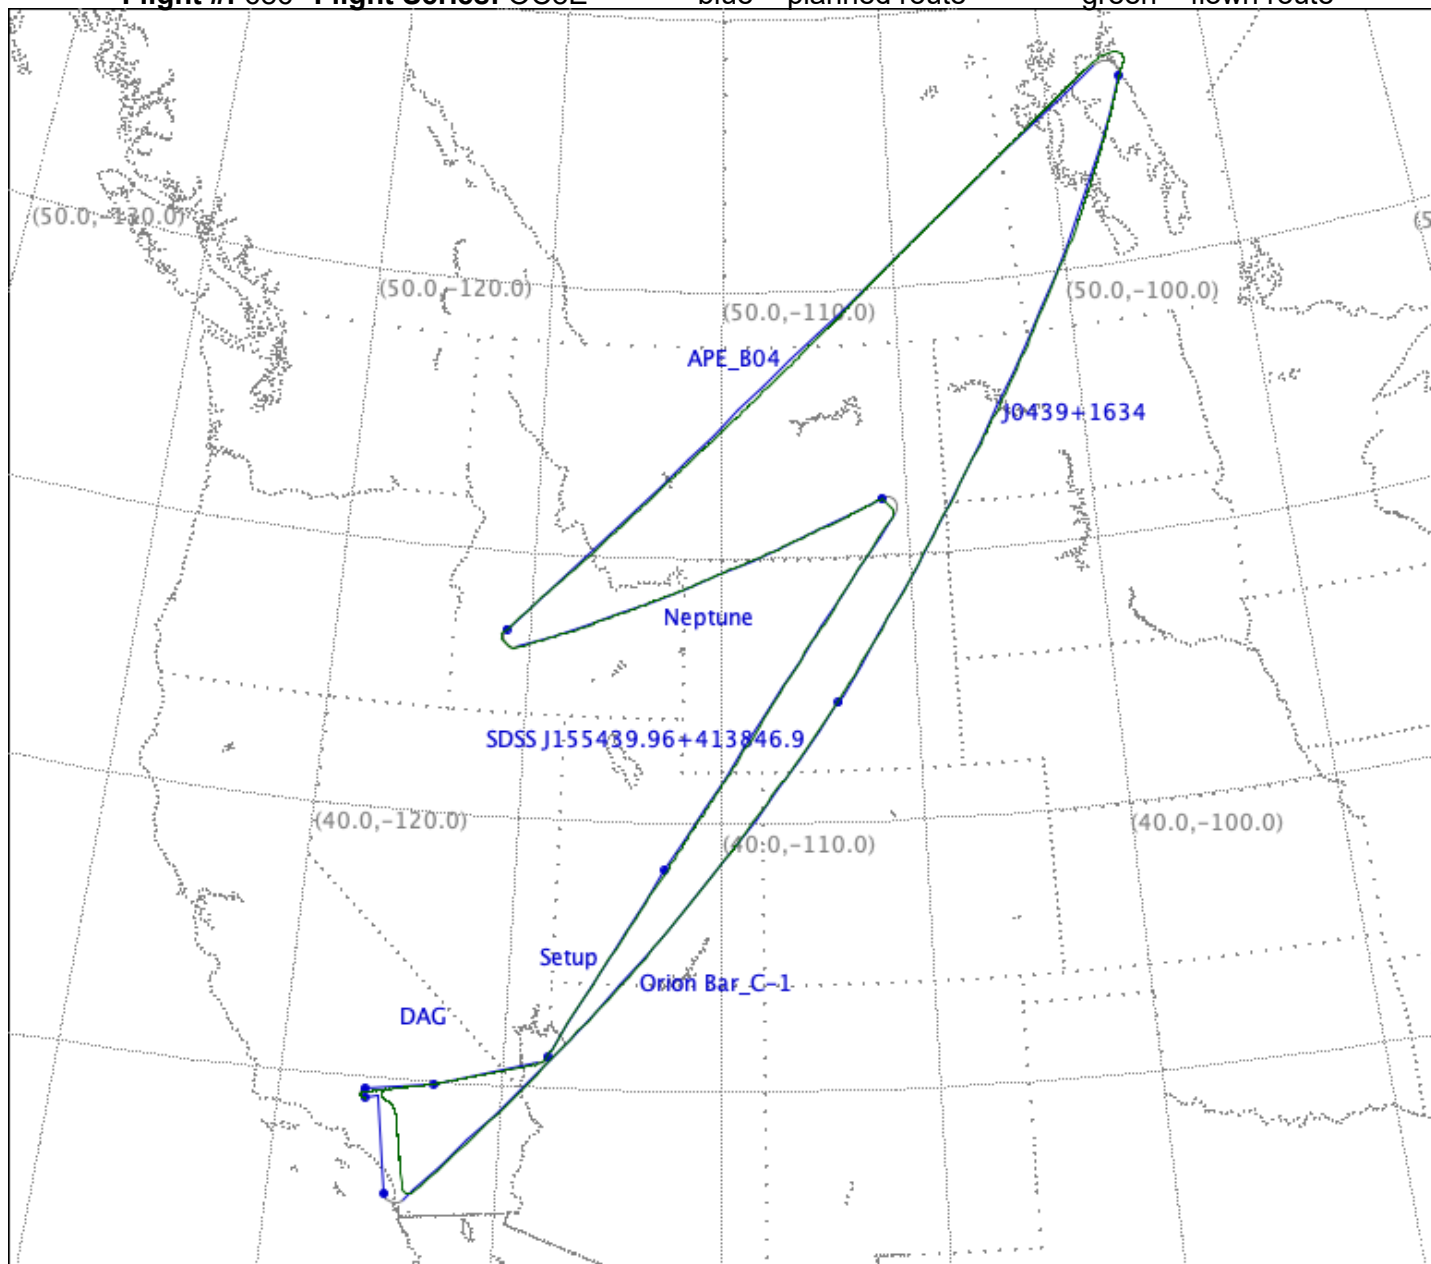 (50.0,-130.0)
(50.0,-120.0)
(50.0,-110.0)
(50.0,-100.0)
APE_B04
J0439+1634
Neptune
SDSS J155439.96+413846.9
(40.0,-120.0)
(40.0,-110.0)
(40.0,-100.0)
Setup
Orion Bar_C-1
DAG